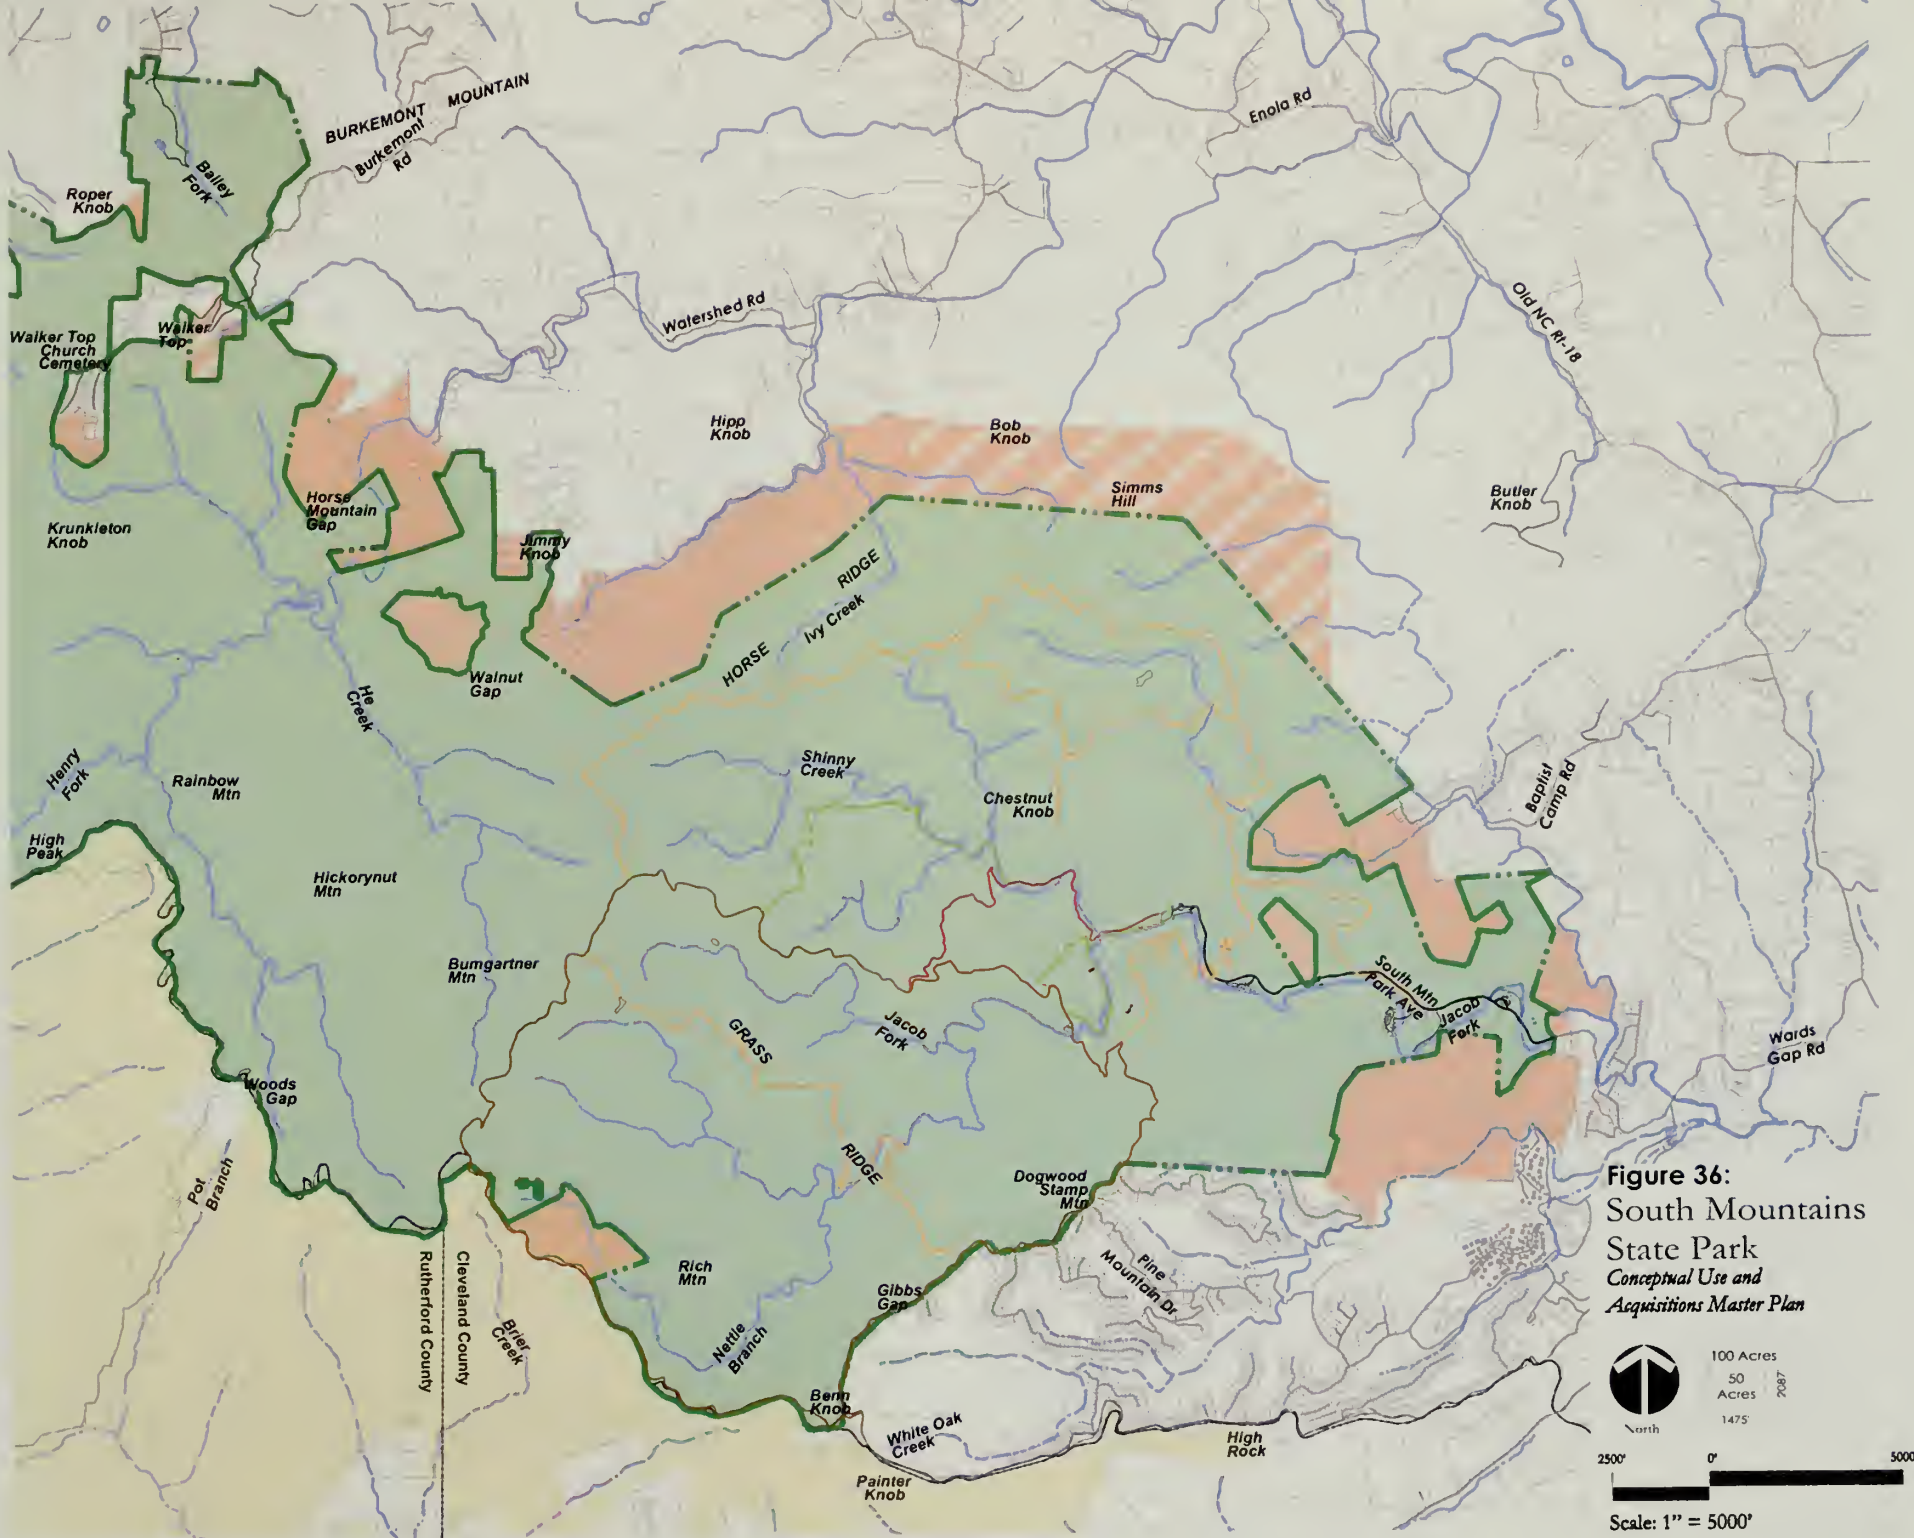 BURKEMONT MOUNTAIN
Burkemont
Rd
Enola Rd
Bailey
Fork
Roper
Knob
Old NC Rt-18
Watershed Rd
Walker Top
Church
Cemetery
Walker
Top
Hipp
Knob
Bob
Knob
Simms
Hill
Butler
Knob
Horse
Mountain
Gap
Krunkleton
Knob
Jimmy
Knob
HORSE RIDGE
Ivy Creek
Walnut
Gap
He
Creek
Henry
Fork
Rainbow
Mtn
Shinny
Creek
Chestnut
Knob
Baptist
Camp Rd
High
Peak
Hickorynut
Mtn
Bumgartner
Mtn
South Mtn
Park Ave
Jacob
Fork
Jacob
Fork
GRASS RIDGE
Wards
Gap Rd
Woods
Gap
Pot
Branch
Dogwood
Stamp
Mtn
Rutherford County
Cleveland County
Brier
Creek
Rich
Mtn
Gibbs
Gap
Pine
Mountain Dr
Nettle
Branch
Benn
Knob
White Oak
Creek
High
Rock
Painter
Knob
Figure 36:
South Mountains
State Park
Conceptual Use and
Acquisitions Master Plan
North
100 Acres
50
Acres
1475'
2087
2500' 0' 5000
Scale: 1" = 5000'